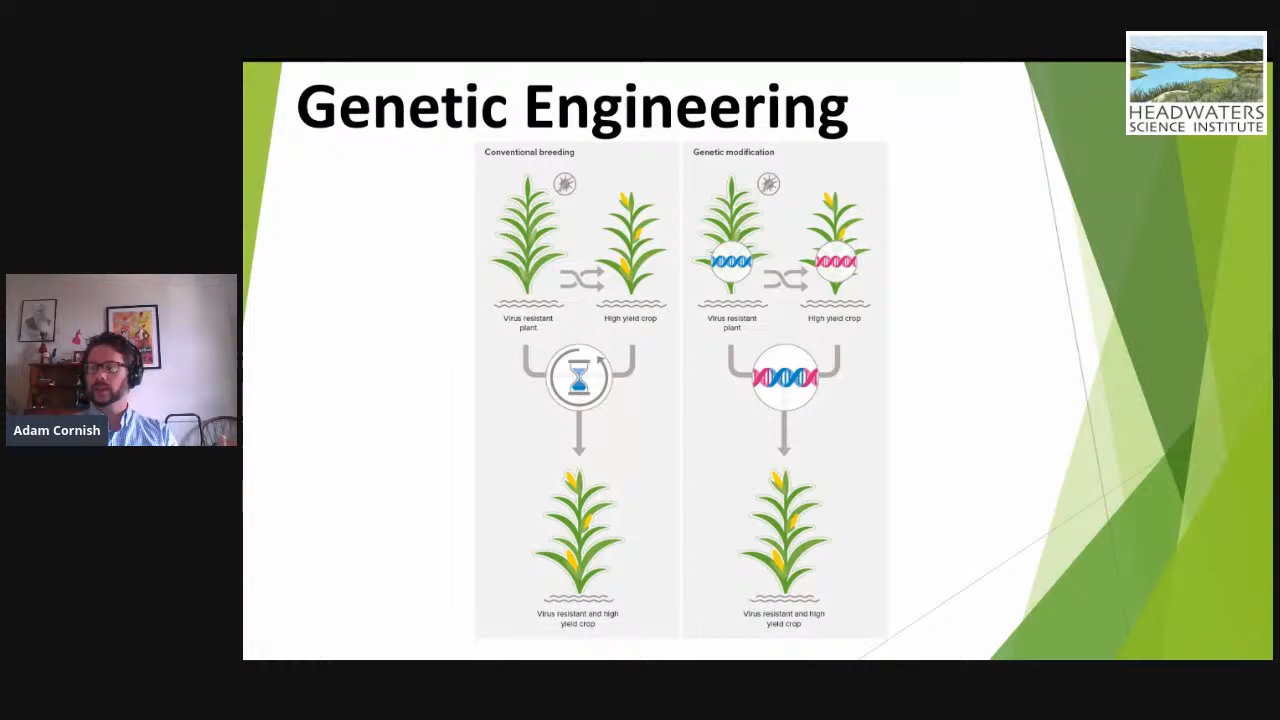 Genetic Engineering
HEADWATERS
SCIENCE INSTITUTE
Conventional breeding
Virus resistant
plant
High yield crop
Virus resistant and high
yield crop
Genetic modification
Virus resistant
plant
High yield crop
Virus resistant and high
yield crop
Adam Cornish